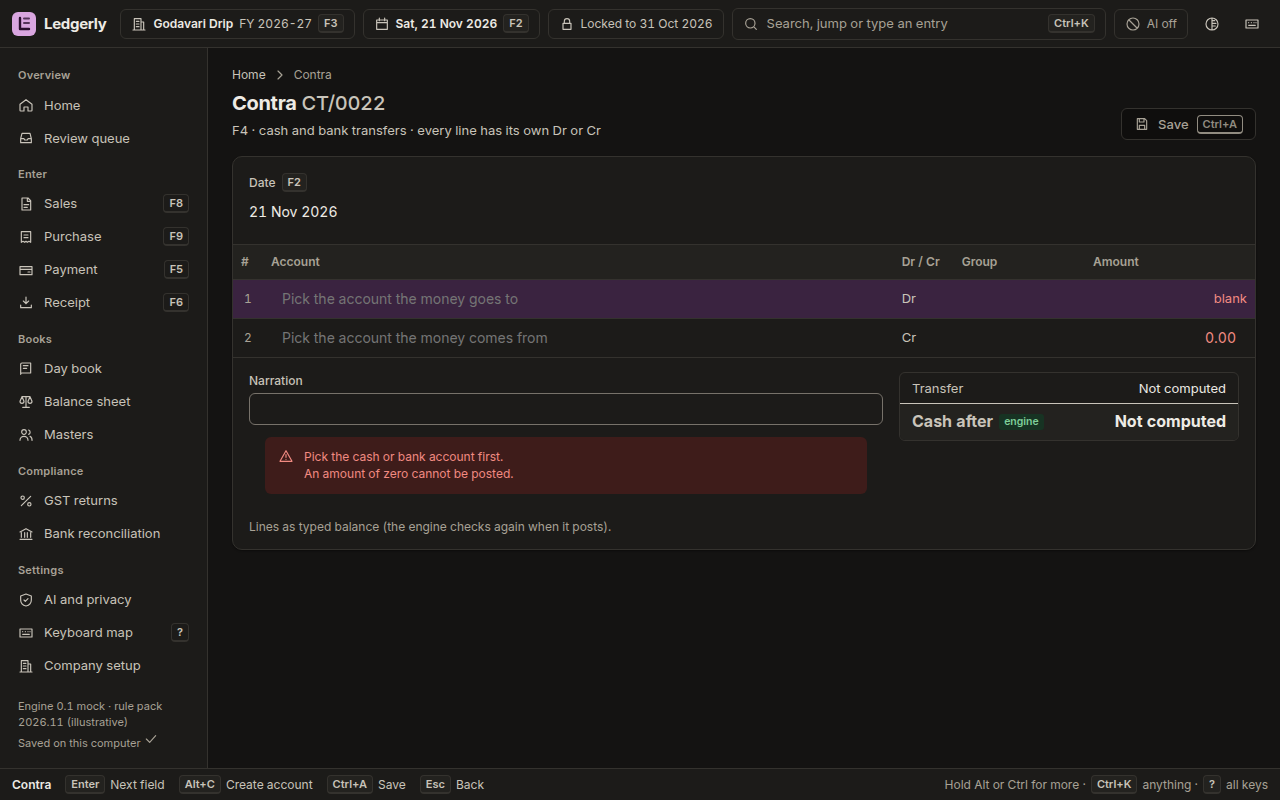 Ledgerly
Godavari Drip FY 2026-27 F3
Sat, 21 Nov 2026 F2
Locked to 31 Oct 2026
Search, jump or type an entry Ctrl+K
AI off
Overview
Home
Review queue
Enter
Sales F8
Purchase F9
Payment F5
Receipt F6
Books
Day book
Balance sheet
Masters
Compliance
GST returns
Bank reconciliation
Settings
AI and privacy
Keyboard map ?
Company setup
Engine 0.1 mock · rule pack
2026.11 (illustrative)
Saved on this computer
Home Contra
Contra CT/0022
F4 · cash and bank transfers · every line has its own Dr or Cr
Save Ctrl+A
Date F2
21 Nov 2026
# Account Dr / Cr Group Amount
1 Pick the account the money goes to Dr blank
2 Pick the account the money comes from Cr 0.00
Narration
Pick the cash or bank account first.
An amount of zero cannot be posted.
Lines as typed balance (the engine checks again when it posts).
Transfer Not computed
Cash after engine Not computed
Contra Enter Next field Alt+C Create account Ctrl+A Save Esc Back
Hold Alt or Ctrl for more · Ctrl+K anything · ? all keys